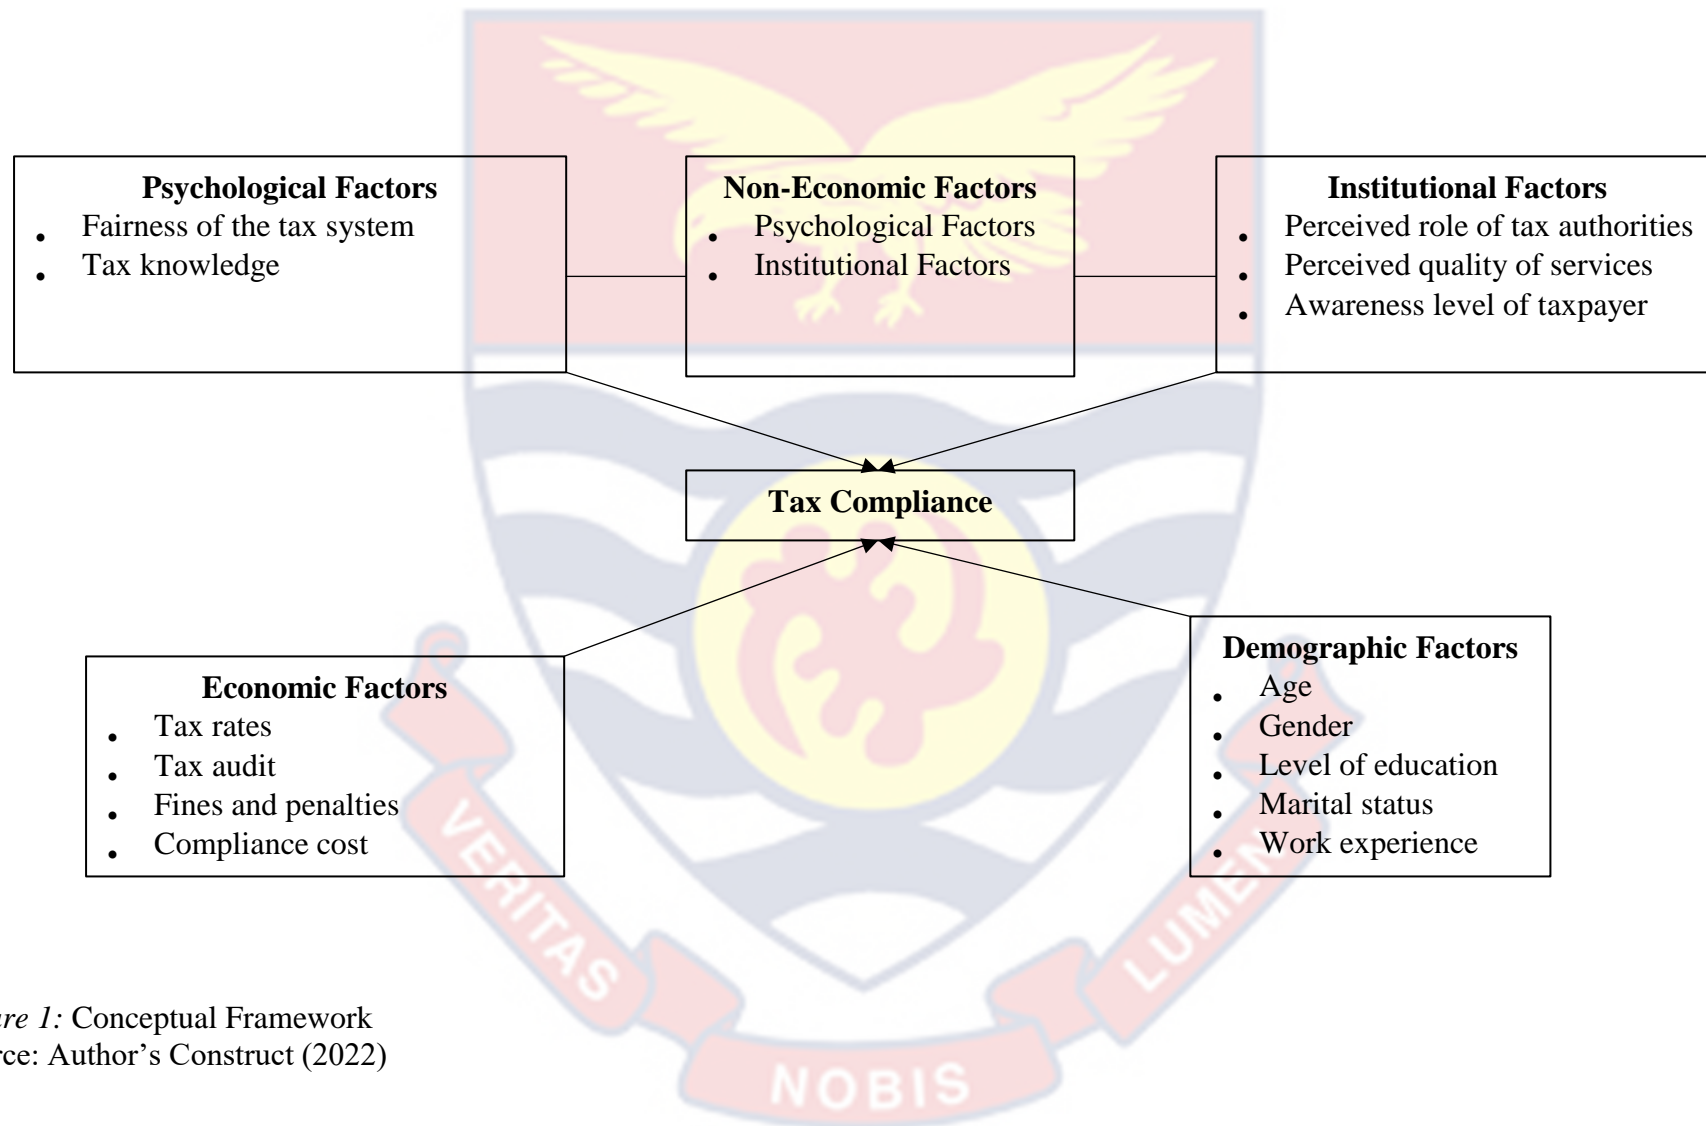 Psychological Factors
• Fairness of the tax system
• Tax knowledge
Non-Economic Factors
• Psychological Factors
• Institutional Factors
Institutional Factors
• Perceived role of tax authorities
• Perceived quality of services
• Awareness level of taxpayer
Tax Compliance
Economic Factors
• Tax rates
• Tax audit
• Fines and penalties
• Compliance cost
Demographic Factors
• Age
• Gender
• Level of education
• Marital status
• Work experience
VERITAS
NOBIS
LUMEN
ure 1: Conceptual Framework
rce: Author’s Construct (2022)